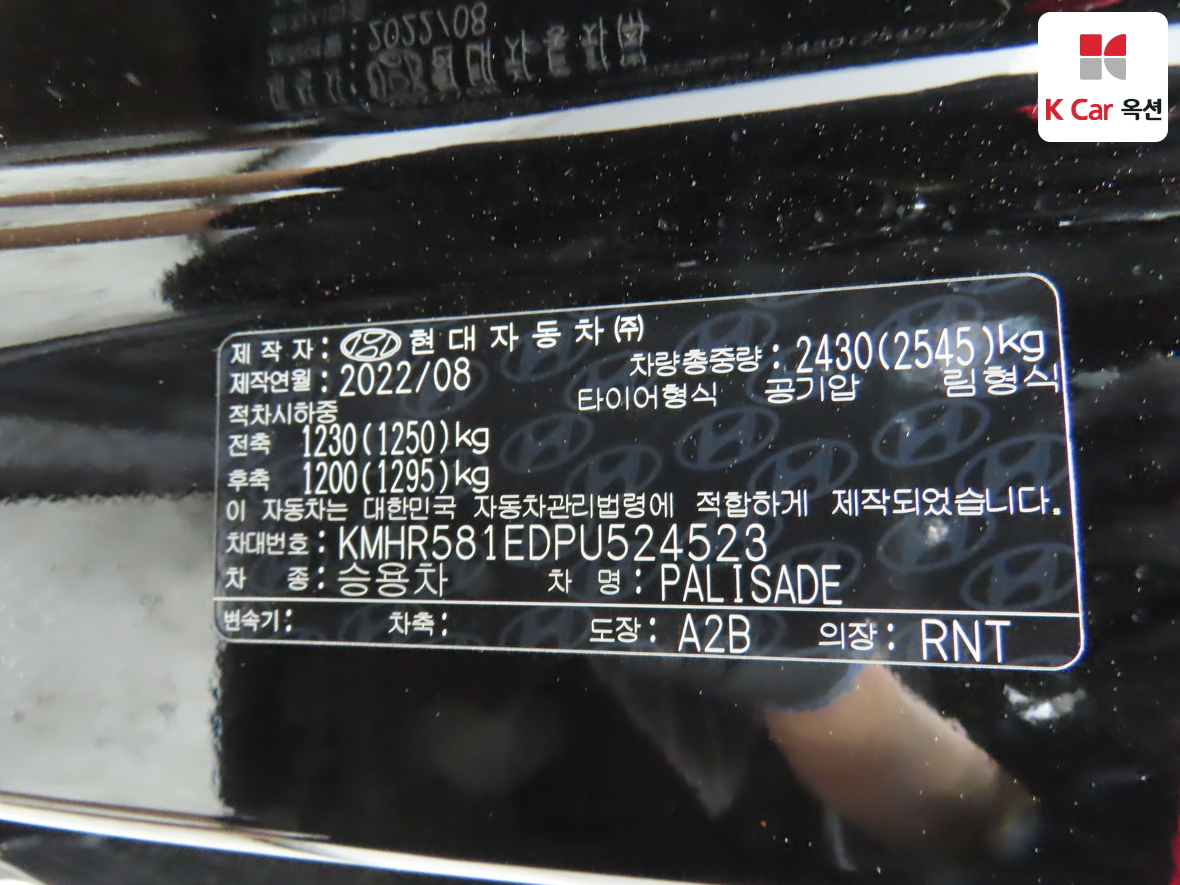 K Car 옥션
2022/08
제작자: 현대자동차㈜
제작연월: 2022/08 차량총중량: 2430(2545)kg
적차시하중 타이어형식 공기압 림형식
전축 1230(1250)kg
후축 1200(1295)kg
이 자동차는 대한민국 자동차관리법령에 적합하게 제작되었습니다.
차대번호: KMHR581EDPU524523
차 종: 승용차 차 명: PALISADE
변속기: 차축: 도장: A2B 의장: RNT